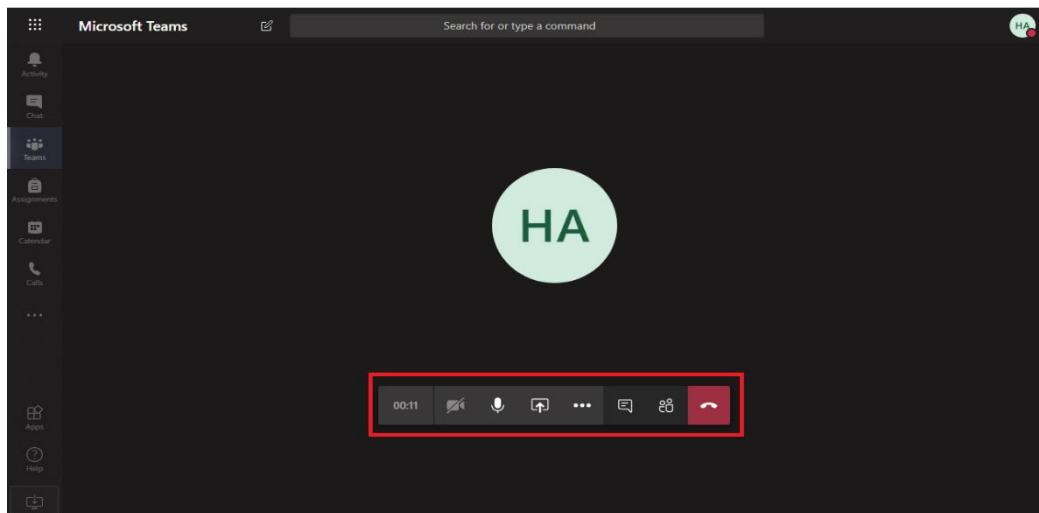 Microsoft Teams
Search for or type a command
HA
Activity
Chat
Teams
Assignments
Calendar
Calls
Apps
Help
HA
00:11